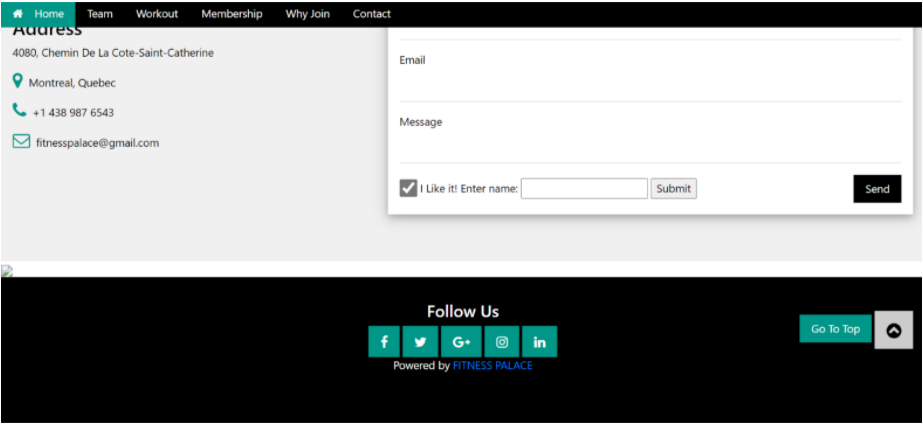 Home Team Workout Membership Why Join Contact
Address
4080, Chemin De La Cote-Saint-Catherine
Montreal, Quebec
+1 438 987 6543
fitnesspalace@gmail.com
Email
Message
I Like it! Enter name: Submit Send
Follow Us
f G+ in
Powered by FITNESS PALACE
Go To Top